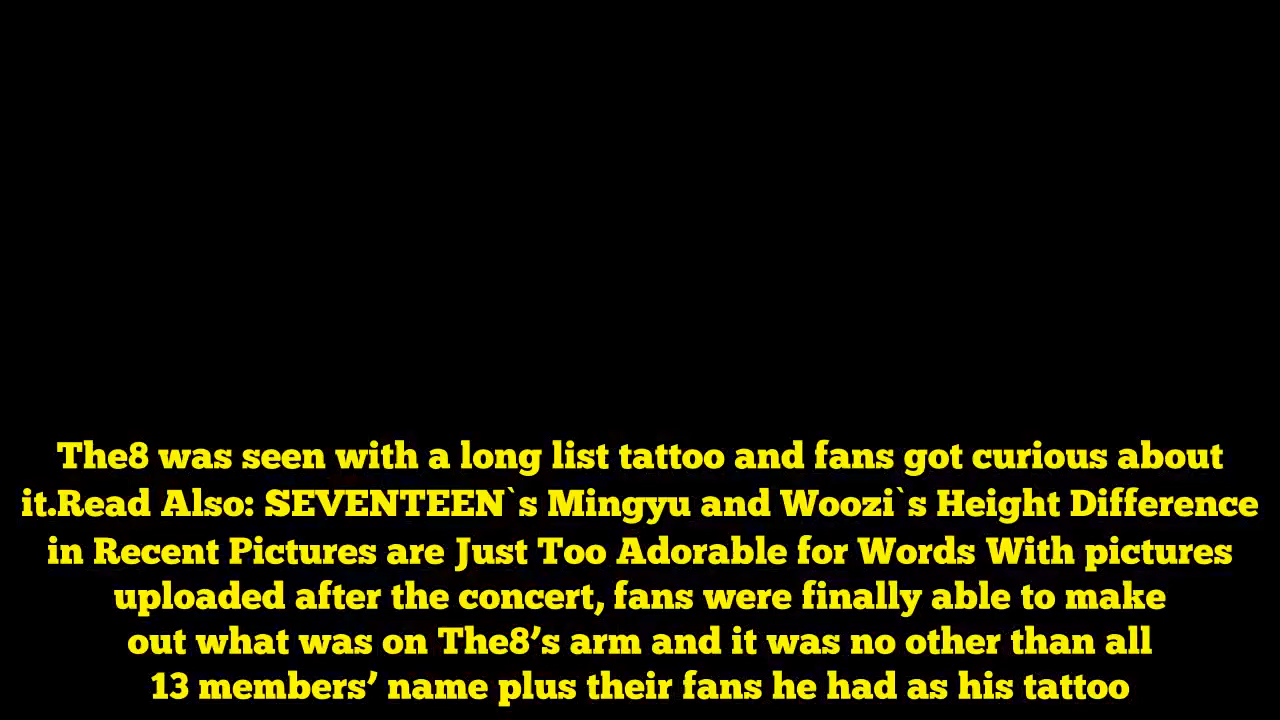 The8 was seen with a long list tattoo and fans got curious about
it.Read Also: SEVENTEEN`s Mingyu and Woozi`s Height Difference
in Recent Pictures are Just Too Adorable for Words With pictures
uploaded after the concert, fans were finally able to make
out what was on The8’s arm and it was no other than all
13 members’ name plus their fans he had as his tattoo